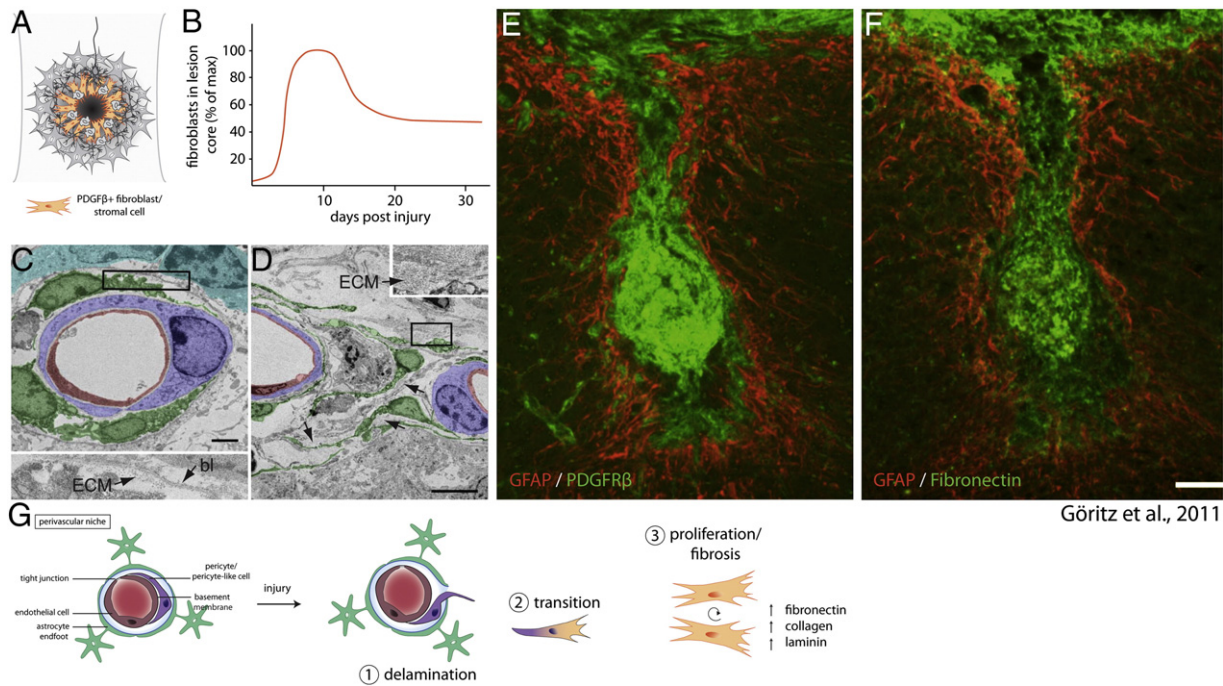 A
PDGFβ+ fibroblast/
stromal cell
B
fibroblasts in lesion
core (% of max)
100
80
60
40
20
0
10
20
30
days post injury
C
ECM
bl
D
ECM
E
GFAP / PDGFRβ
F
GFAP / Fibronectin
Göritz et al., 2011
G
perivascular niche
tight junction
endothelial cell
astrocyte
endfoot
pericyte/
pericyte-like cell
basement
membrane
injury
1 delamination
2 transition
3 proliferation/
fibrosis
↑ fibronectin
↑ collagen
↑ laminin